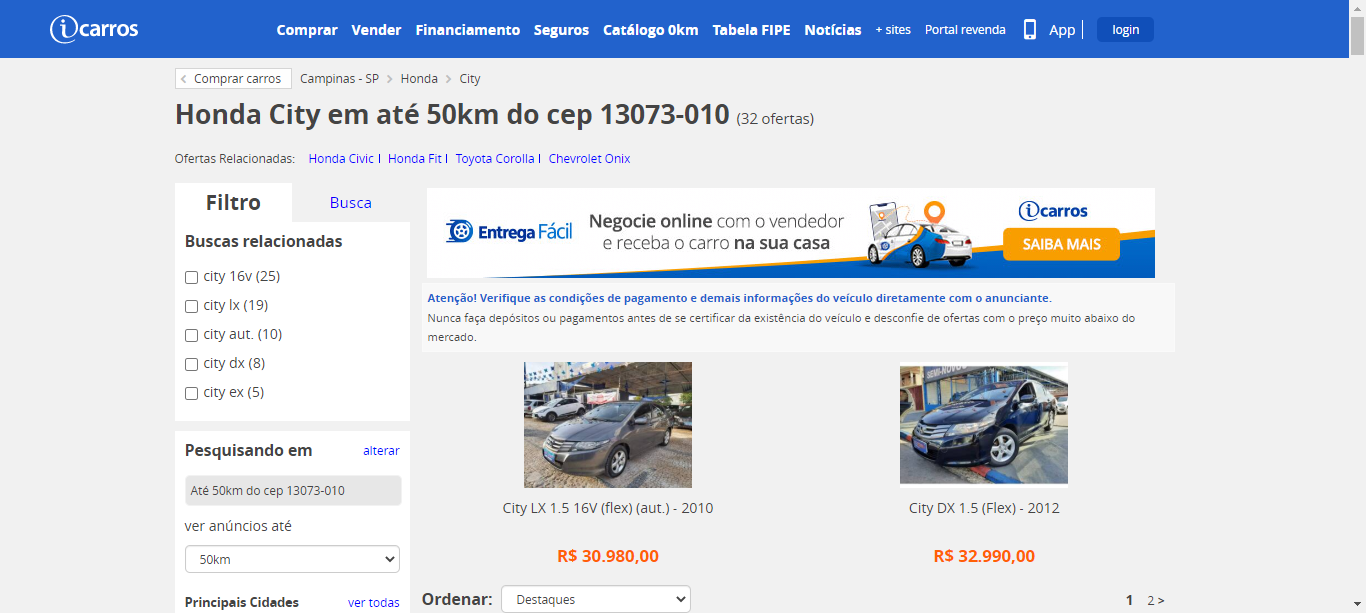 icarros
Comprar Vender Financiamento Seguros Catálogo 0km Tabela FIPE Notícias + sites Portal revenda App login
Comprar carros Campinas - SP > Honda > City
Honda City em até 50km do cep 13073-010 (32 ofertas)
Ofertas Relacionadas: Honda Civic | Honda Fit | Toyota Corolla | Chevrolet Onix
Filtro Busca
Buscas relacionadas
city 16v (25)
city lx (19)
city aut. (10)
city dx (8)
city ex (5)
Pesquisando em alterar
Até 50km do cep 13073-010
ver anúncios até
50km
Principais Cidades ver todas
Entrega Fácil
Negocie online com o vendedor
e receba o carro na sua casa
icarros
SAIBA MAIS
Atenção! Verifique as condições de pagamento e demais informações do veículo diretamente com o anunciante.
Nunca faça depósitos ou pagamentos antes de se certificar da existência do veículo e desconfie de ofertas com o preço muito abaixo do
mercado.
SEMI-NOVOS
City LX 1.5 16V (flex) (aut.) - 2010
R$ 30.980,00
City DX 1.5 (Flex) - 2012
R$ 32.990,00
Ordenar: Destaques 1 2 >